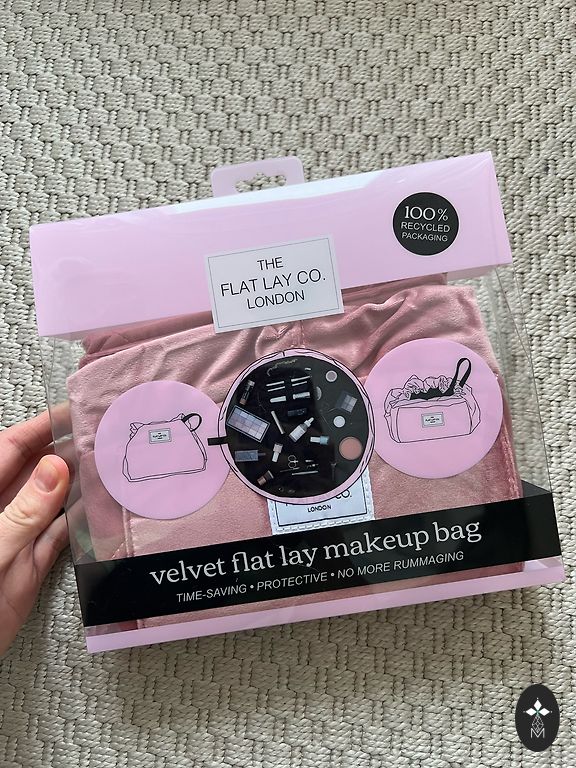 100%
RECYCLED
PACKAGING
THE
FLAT LAY CO.
LONDON
CO.
LONDON
velvet flat lay makeup bag
TIME-SAVING • PROTECTIVE • NO MORE RUMMAGING
M